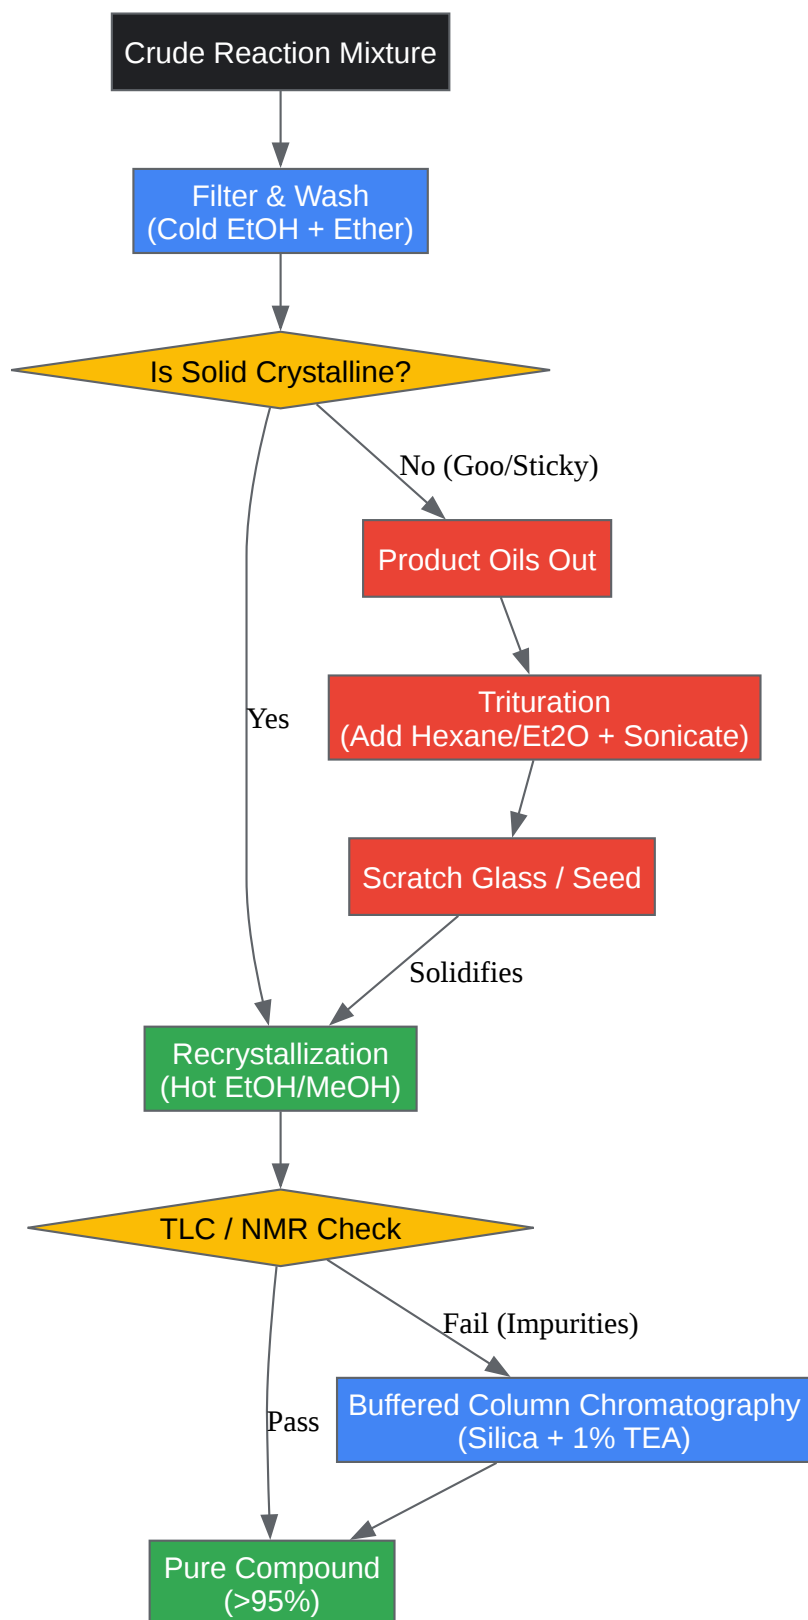 Crude Reaction Mixture
Filter & Wash
(Cold EtOH + Ether)
Is Solid Crystalline?
No (Goo/Sticky)
Product Oils Out
Trituration
(Add Hexane/Et2O + Sonicate)
Yes
Scratch Glass / Seed
Solidifies
Recrystallization
(Hot EtOH/MeOH)
TLC / NMR Check
Fail (Impurities)
Buffered Column Chromatography
(Silica + 1% TEA)
Pass
Pure Compound
(>95%)